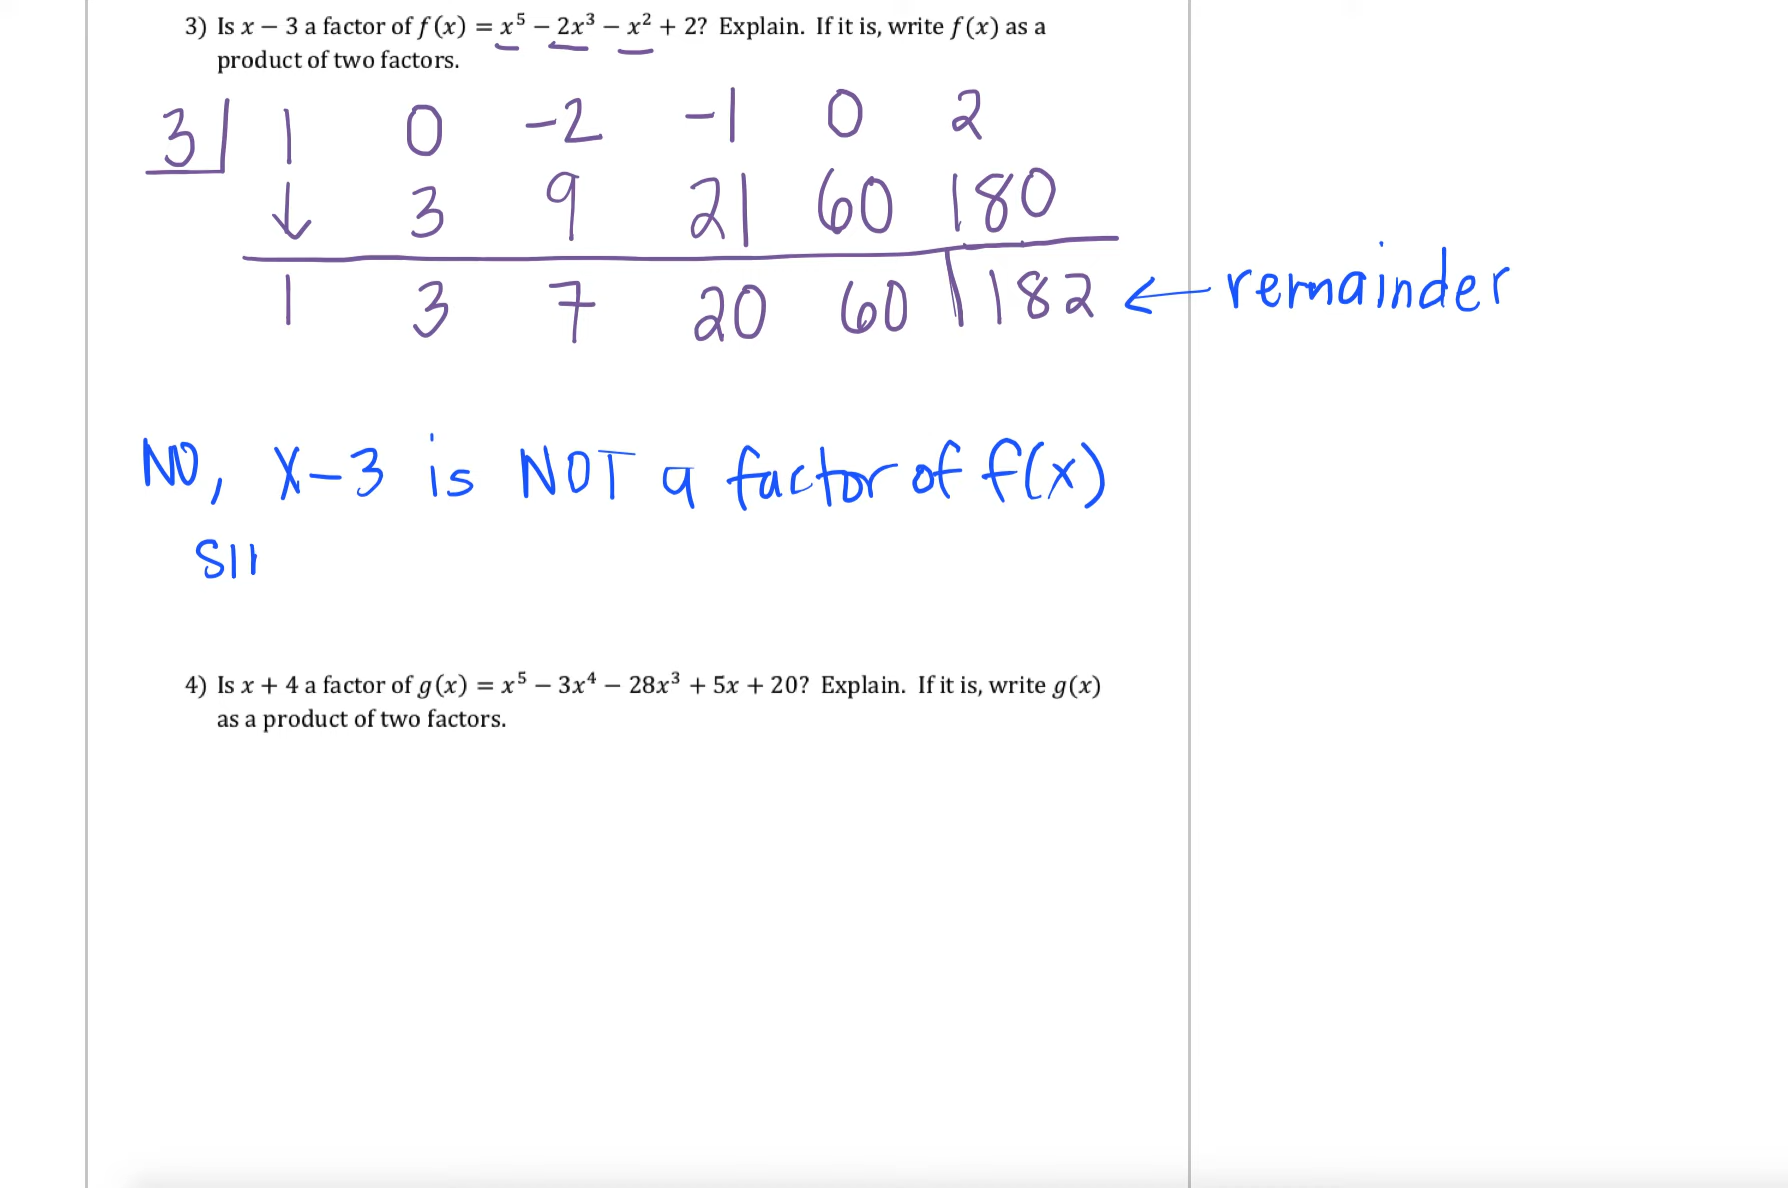 3) Is x − 3 a factor of f(x) = x⁵ − 2x³ − x² + 2? Explain. If it is, write f(x) as a
product of two factors.
3 1 0 -2 -1 0 2
↓ 3 9 21 60 180
1 3 7 20 60 182 ← remainder
NO, x-3 is NOT a factor of f(x)
4) Is x + 4 a factor of g(x) = x⁵ − 3x⁴ − 28x³ + 5x + 20? Explain. If it is, write g(x)
as a product of two factors.